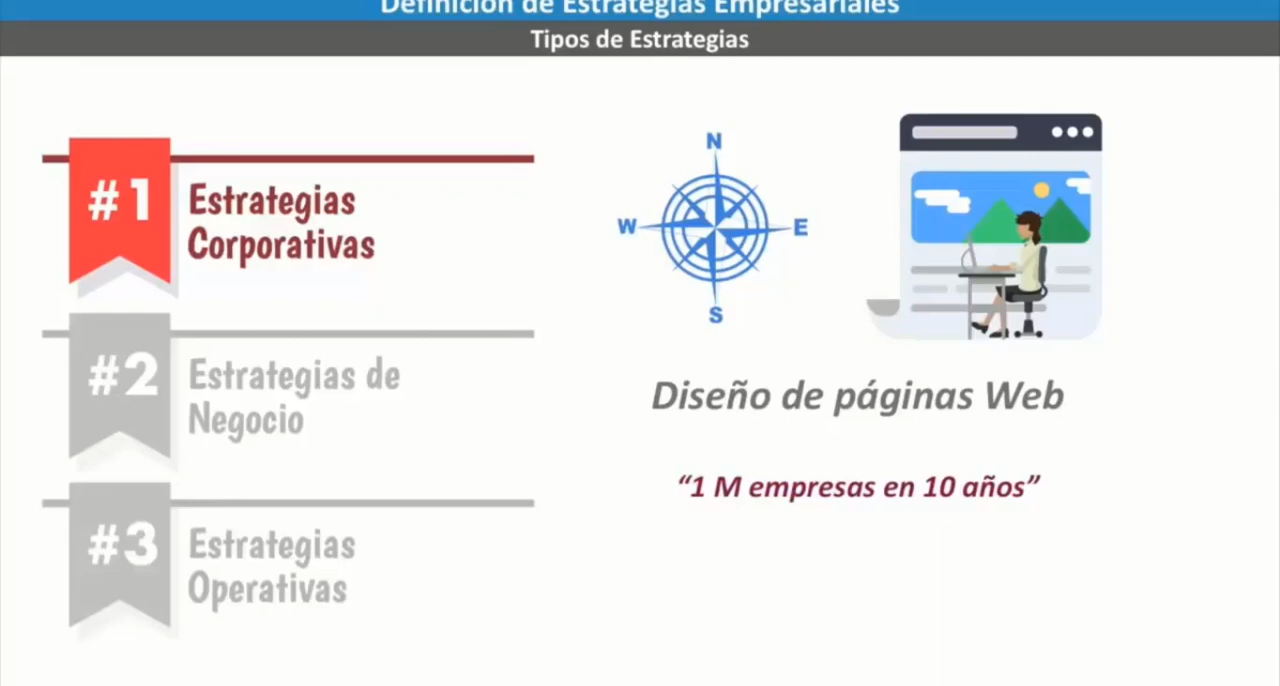 Definición de Estrategias Empresariales
Tipos de Estrategias
#1
Estrategias
Corporativas
#2
Estrategias de
Negocio
#3
Estrategias
Operativas
N
W
E
S
Diseño de páginas Web
“1 M empresas en 10 años”